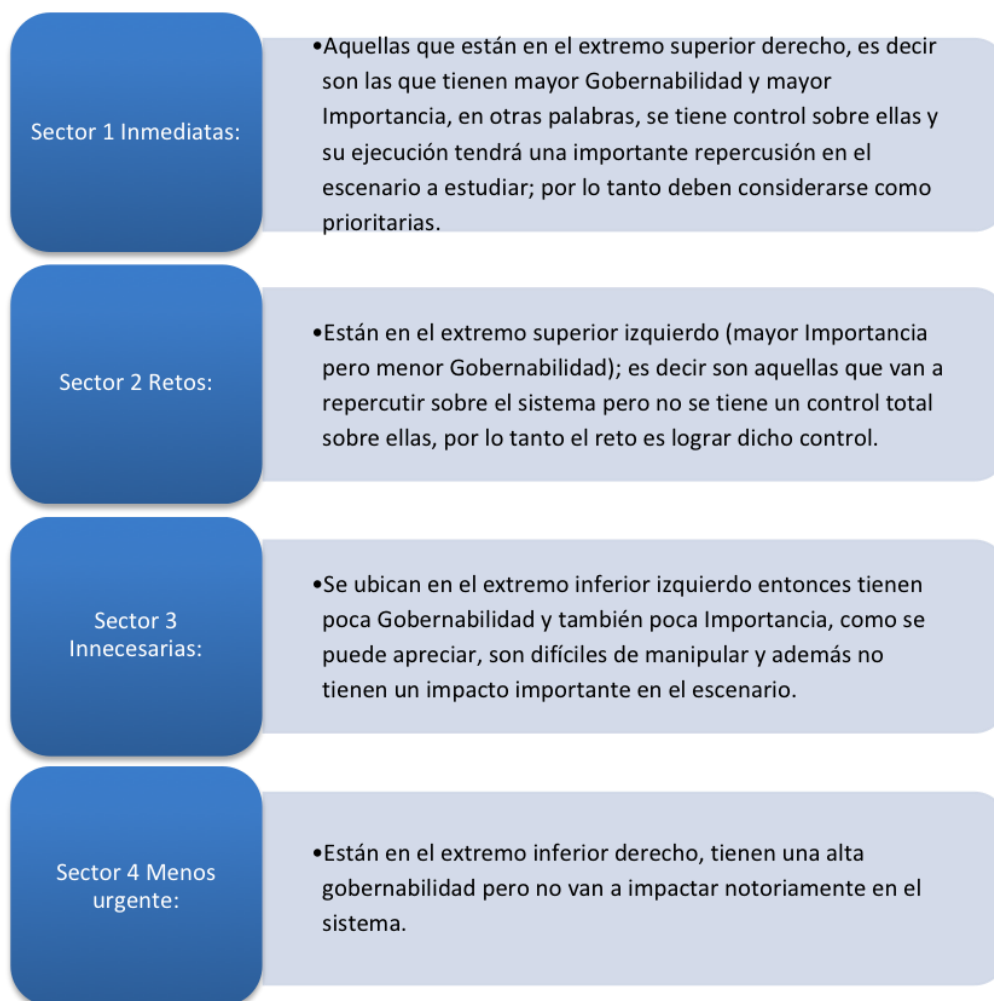 Sector 1 Inmediatas:
•Aquellas que están en el extremo superior derecho, es decir
son las que tienen mayor Gobernabilidad y mayor
Importancia, en otras palabras, se tiene control sobre ellas y
su ejecución tendrá una importante repercusión en el
escenario a estudiar; por lo tanto deben considerarse como
prioritarias.
Sector 2 Retos:
•Están en el extremo superior izquierdo (mayor Importancia
pero menor Gobernabilidad); es decir son aquellas que van a
repercutir sobre el sistema pero no se tiene un control total
sobre ellas, por lo tanto el reto es lograr dicho control.
Sector 3
Innecesarias:
•Se ubican en el extremo inferior izquierdo entonces tienen
poca Gobernabilidad y también poca Importancia, como se
puede apreciar, son difíciles de manipular y además no
tienen un impacto importante en el escenario.
Sector 4 Menos
urgente:
•Están en el extremo inferior derecho, tienen una alta
gobernabilidad pero no van a impactar notoriamente en el
sistema.